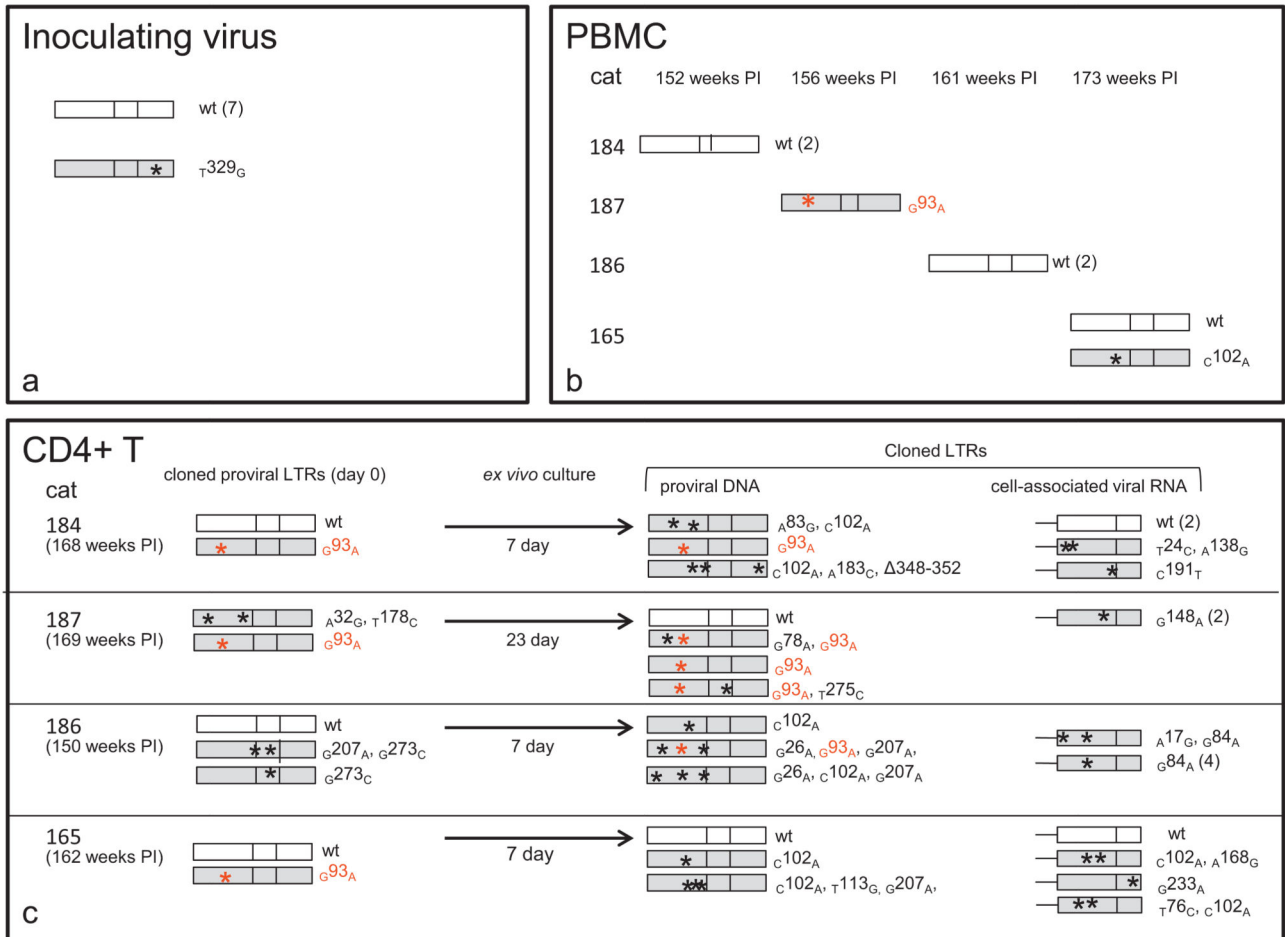 Inoculating virus
wt (7)
T329G
*
a
PBMC
cat 152 weeks PI 156 weeks PI 161 weeks PI 173 weeks PI
184 wt (2)
187 * G93A
186 wt (2)
165 wt
* C102A
b
CD4+ T
Cloned LTRs
cloned proviral LTRs (day 0) ex vivo culture
cat proviral DNA cell-associated viral RNA
184 wt A83G, C102A wt (2)
(168 weeks PI) G93A 7 day G93A T24C, A138G
C102A, A183C, Δ348-352 C191T
187 A32G, T178C wt G148A (2)
(169 weeks PI) G93A 23 day G78A, G93A
G93A
G93A, T275C
186 wt C102A
(150 weeks PI) G207A, G273C 7 day G26A, G93A, G207A, A17G, G84A
G273C G26A, C102A, G207A G84A (4)
165 wt wt wt
(162 weeks PI) G93A 7 day C102A C102A, A168G
C102A, T113G, G207A, G233A
T76C, C102A
c